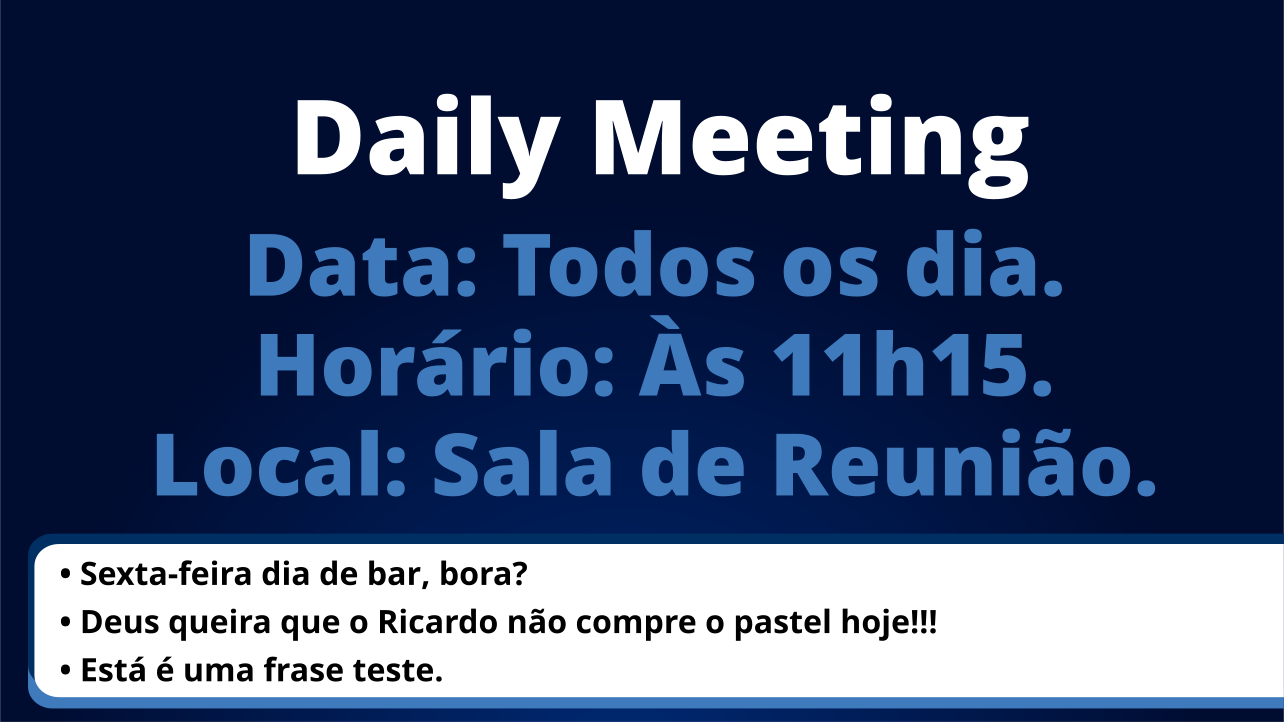 Daily Meeting
Data: Todos os dia.
Horário: Às 11h15.
Local: Sala de Reunião.
• Sexta-feira dia de bar, bora?
• Deus queira que o Ricardo não compre o pastel hoje!!!
• Está é uma frase teste.